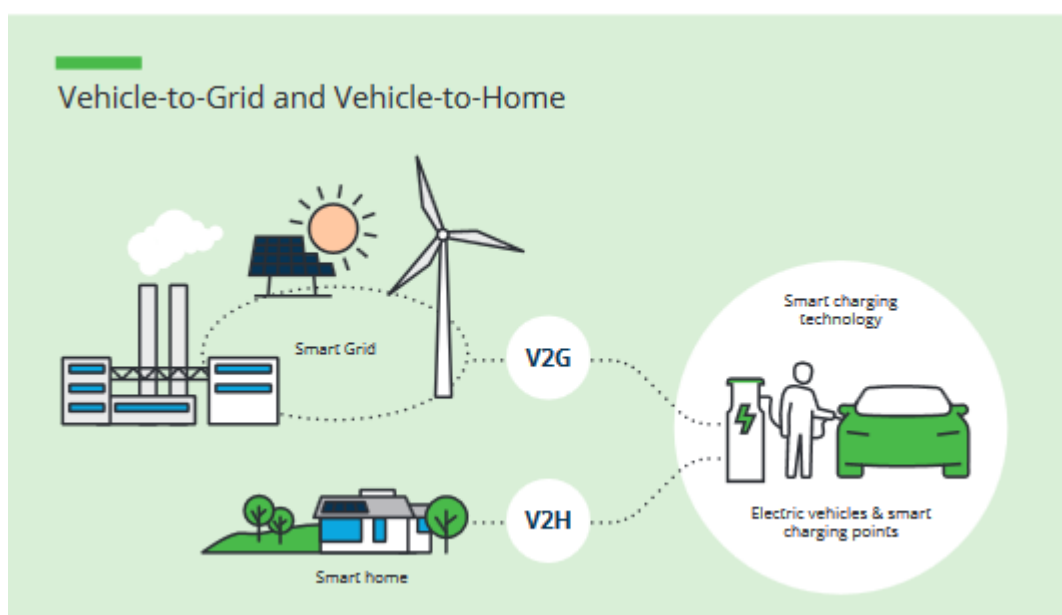 Vehicle-to-Grid and Vehicle-to-Home
Smart charging
technology
Smart Grid
V2G
V2H
Electric vehicles & smart
charging points
Smart home